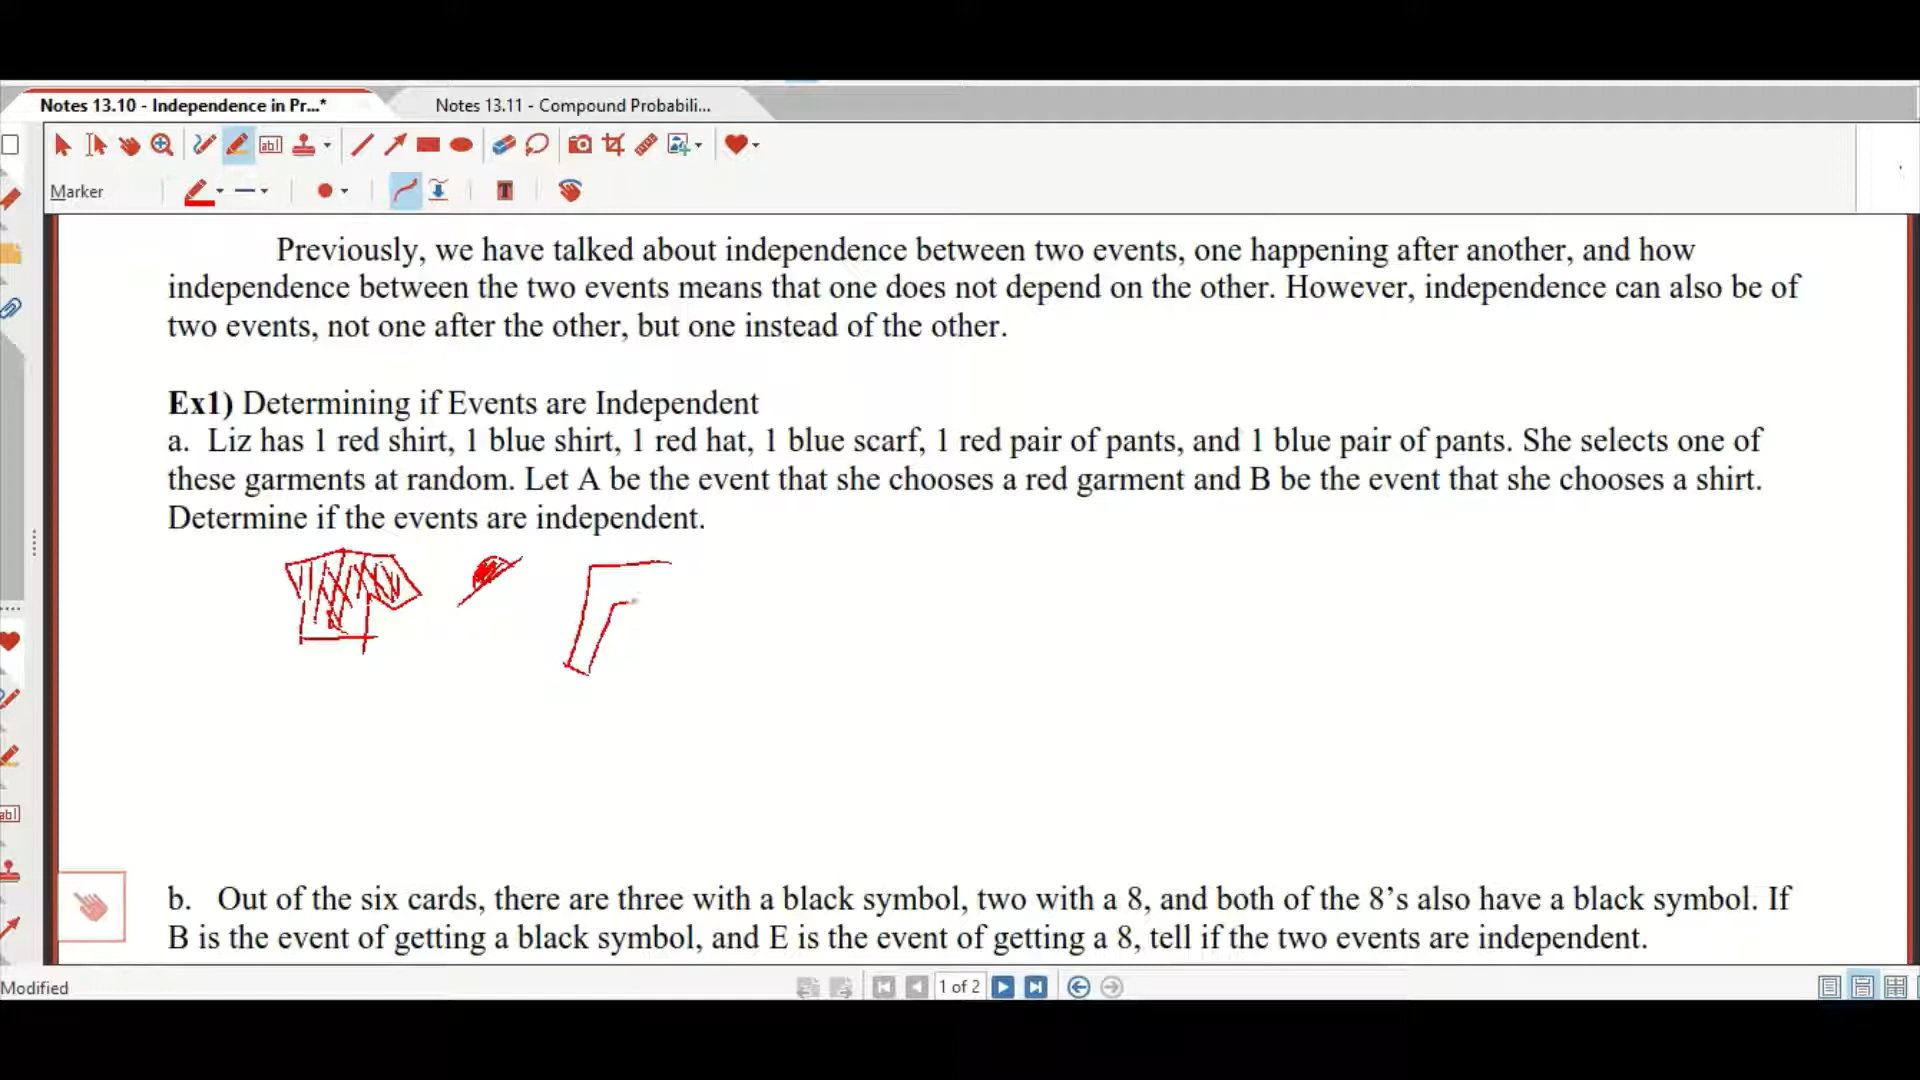 Notes 13.10 - Independence in Pr...*
Notes 13.11 - Compound Probabili...
abl
Marker
T
Previously, we have talked about independence between two events, one happening after another, and how
independence between the two events means that one does not depend on the other. However, independence can also be of
two events, not one after the other, but one instead of the other.
Ex1) Determining if Events are Independent
a. Liz has 1 red shirt, 1 blue shirt, 1 red hat, 1 blue scarf, 1 red pair of pants, and 1 blue pair of pants. She selects one of
these garments at random. Let A be the event that she chooses a red garment and B be the event that she chooses a shirt.
Determine if the events are independent.
abl
b. Out of the six cards, there are three with a black symbol, two with a 8, and both of the 8's also have a black symbol. If
B is the event of getting a black symbol, and E is the event of getting a 8, tell if the two events are independent.
Modified
1 of 2